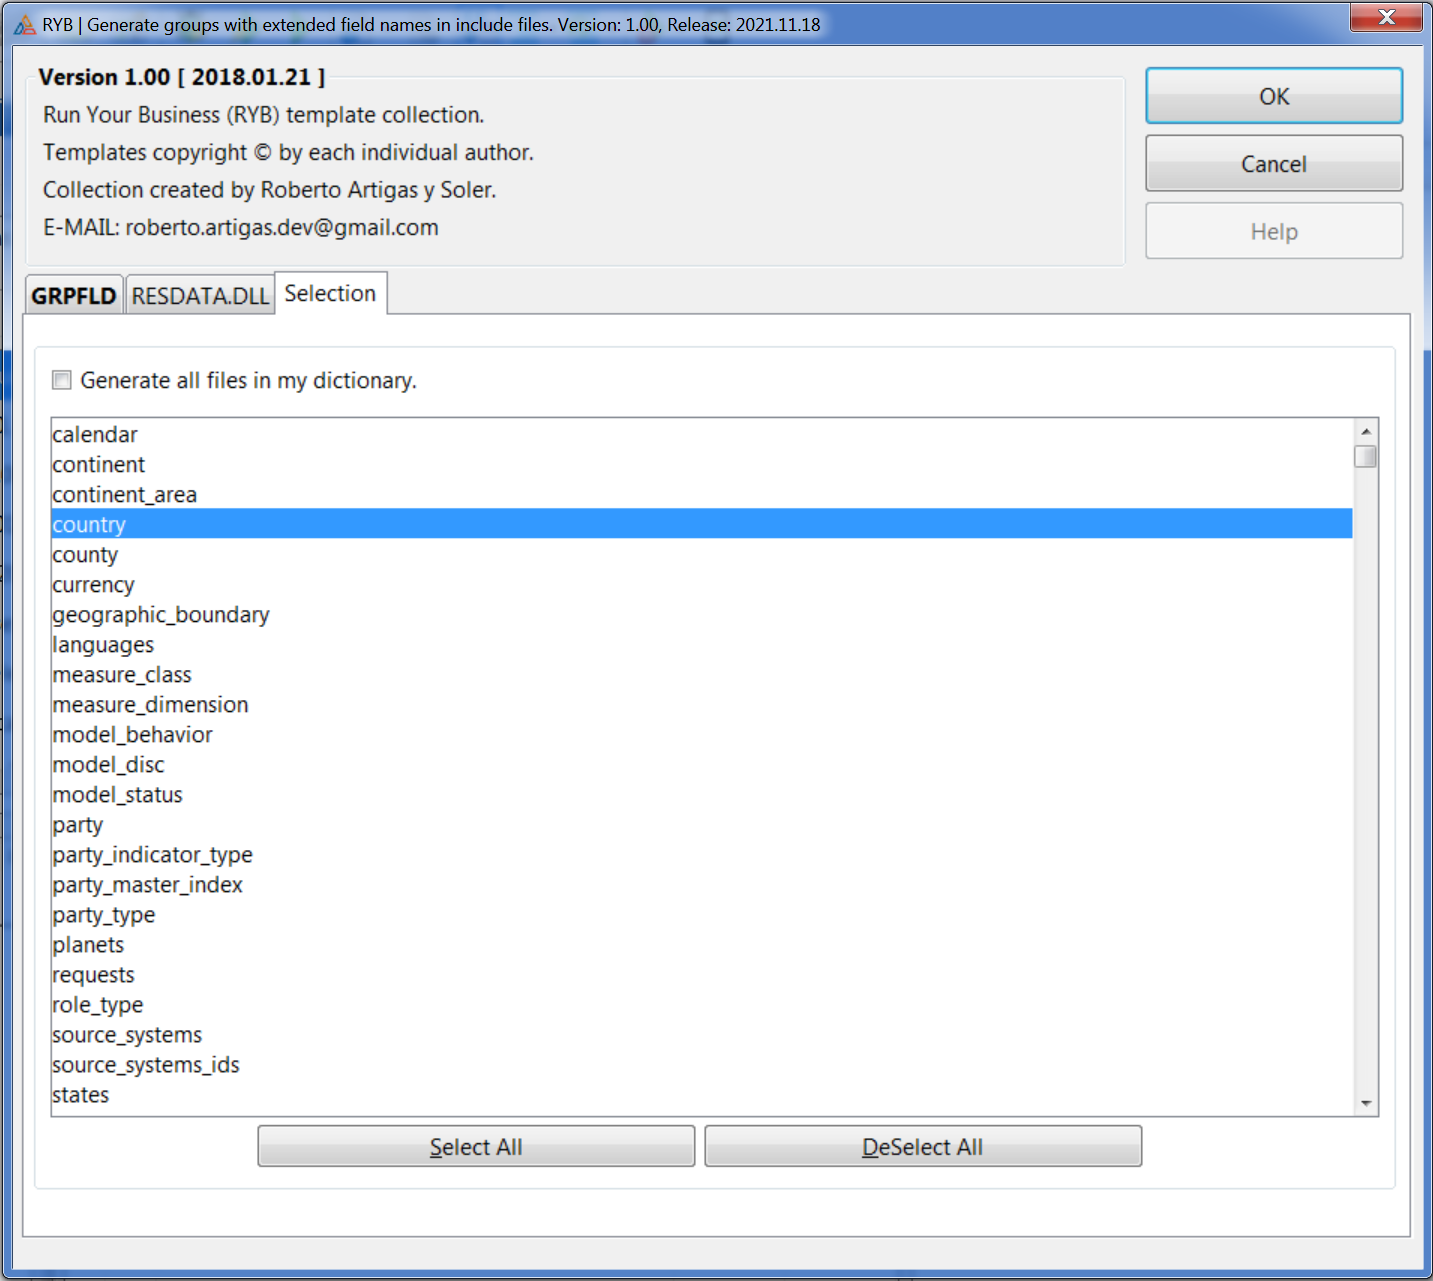 RYB | Generate groups with extended field names in include files. Version: 1.00, Release: 2021.11.18
Version 1.00 [ 2018.01.21 ]
Run Your Business (RYB) template collection.
Templates copyright © by each individual author.
Collection created by Roberto Artigas y Soler.
E-MAIL: roberto.artigas.dev@gmail.com
OK
Cancel
Help
GRPFLD RESDATA.DLL Selection
Generate all files in my dictionary.
calendar
continent
continent_area
country
county
currency
geographic_boundary
languages
measure_class
measure_dimension
model_behavior
model_disc
model_status
party
party_indicator_type
party_master_index
party_type
planets
requests
role_type
source_systems
source_systems_ids
states
Select All DeSelect All